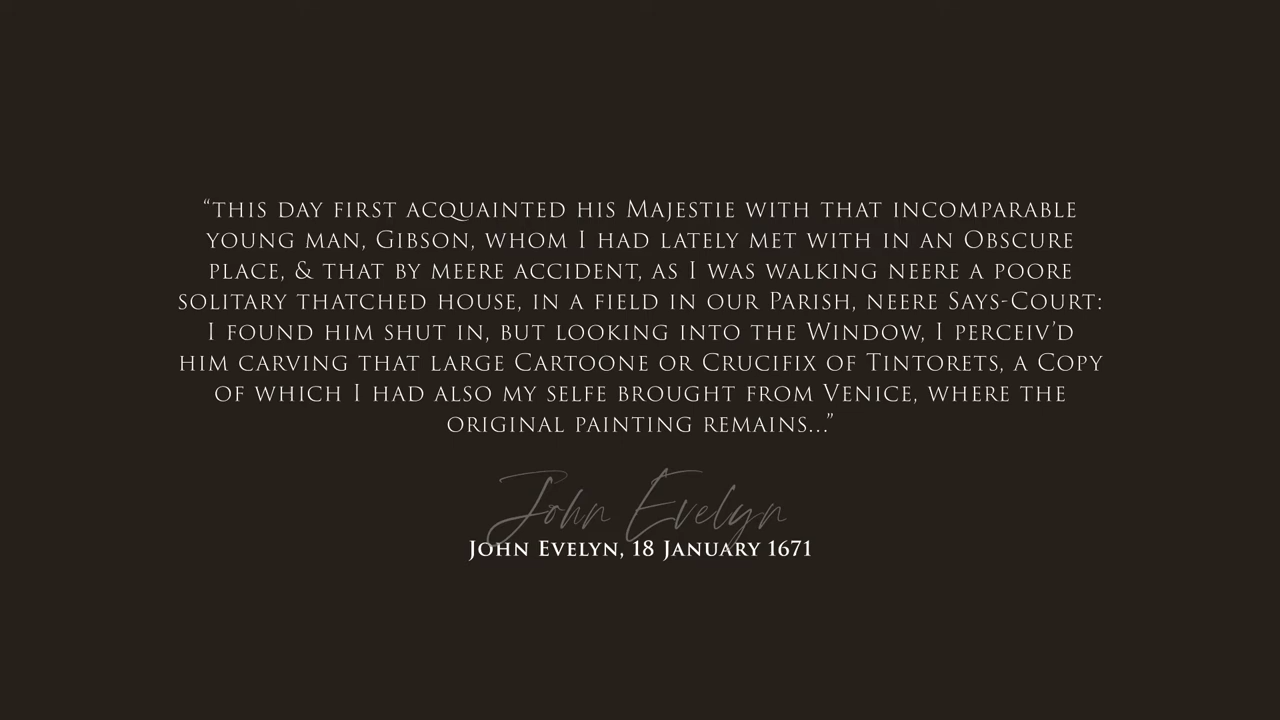 “This day first acquainted his Majestie with that incomparable
young man, Gibson, whom I had lately met with in an Obscure
place, & that by meere accident, as I was walking neere a poore
solitary thatched house, in a field in our Parish, neere Says-Court:
I found him shut in, but looking into the Window, I perceiv’d
him carving that large Cartoone or Crucifix of Tintorets, a Copy
of which I had also my selfe brought from Venice, where the
original painting remains...”
John Evelyn
John Evelyn, 18 January 1671